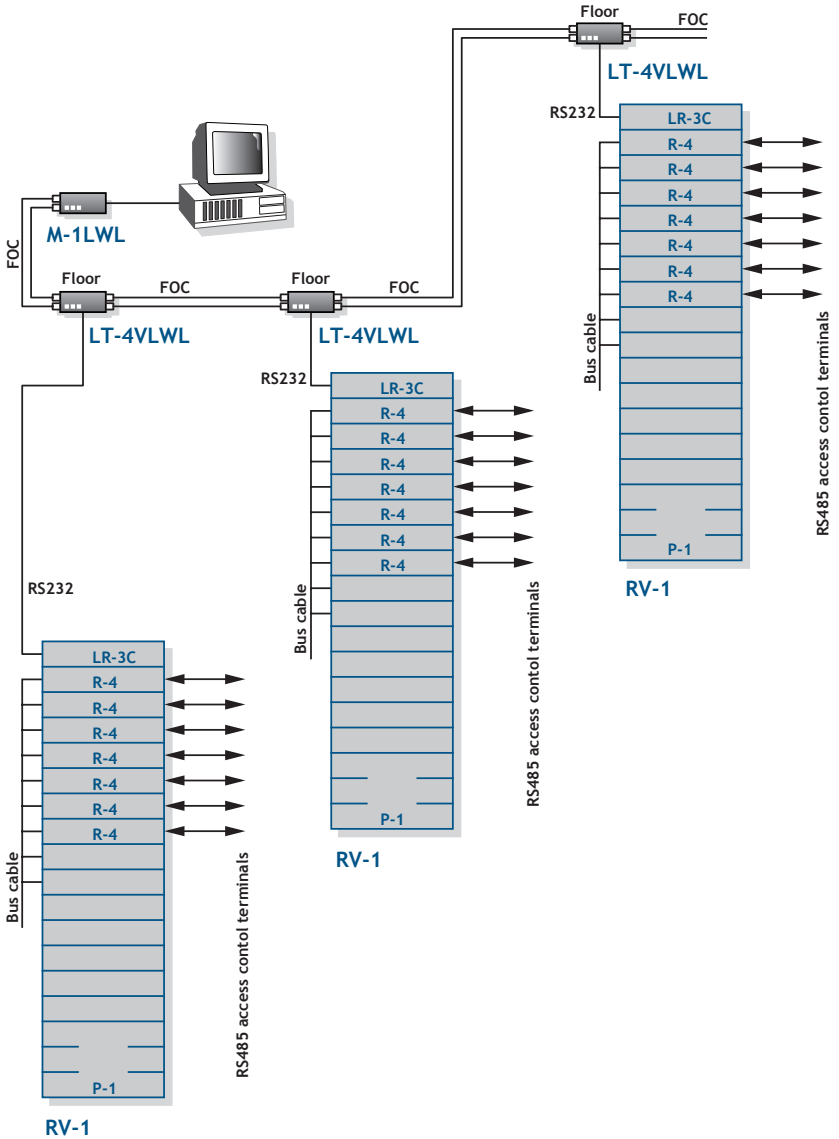 Floor
FOC
LT-4VLWL
RS232
LR-3C
R-4
R-4
R-4
R-4
R-4
R-4
R-4
Bus cable
RS485 access contol terminals
P-1
RV-1
M-1LWL
FOC
Floor
FOC
LT-4VLWL
Floor
FOC
LT-4VLWL
RS232
LR-3C
R-4
R-4
R-4
R-4
R-4
R-4
R-4
Bus cable
RS485 access contol terminals
P-1
RV-1
RS232
LR-3C
R-4
R-4
R-4
R-4
R-4
R-4
R-4
Bus cable
RS485 access contol terminals
P-1
RV-1